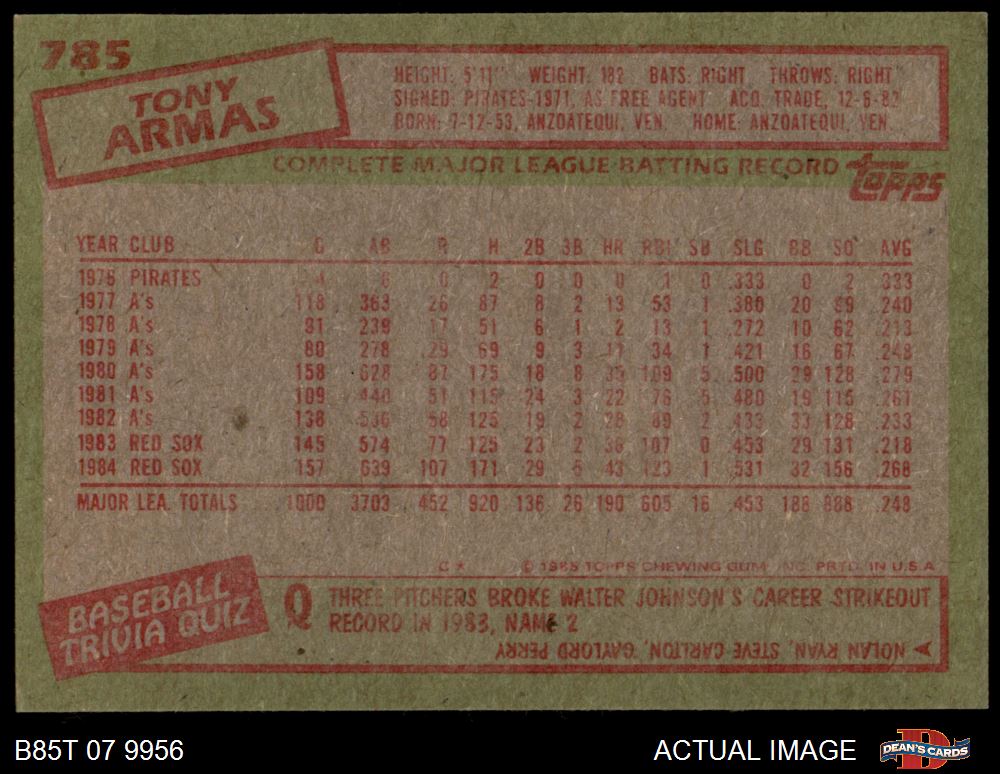 785
TONY
ARMAS
HEIGHT: 5'11" WEIGHT: 182 BATS: RIGHT THROWS: RIGHT
SIGNED: PIRATES-1971, AS FREE AGENT ACQ. TRADE, 12-6-82
BORN: 7-12-53, ANZOATEQUI, VEN. HOME: ANZOATEQUI, VEN.
COMPLETE MAJOR LEAGUE BATTING RECORD
topps
YEAR CLUB G AB R H 2B 3B HR RBI SB SLG BB SO AVG
1976 PIRATES 4 6 0 2 0 0 0 1 0 .333 0 2 .333
1977 A's 118 363 26 87 8 2 13 53 1 .380 20 99 .240
1978 A's 91 239 17 51 6 1 2 13 1 .272 10 62 .213
1979 A's 80 278 29 69 9 3 11 34 1 .421 16 67 .248
1980 A's 158 628 87 175 18 8 35 109 5 .500 29 128 .279
1981 A's 109 440 51 115 24 3 22 76 5 .480 19 115 .261
1982 A's 138 536 58 125 19 2 28 89 2 .433 33 128 .233
1983 RED SOX 145 574 77 125 23 2 36 107 0 .453 29 131 .218
1984 RED SOX 157 639 107 171 29 5 43 123 1 .531 32 156 .268
MAJOR LEA. TOTALS 1000 3703 452 920 136 26 190 605 16 .453 188 888 .248
C * © 1985 TOPPS CHEWING GUM, INC. PRTD. IN U.S.A.
BASEBALL
TRIVIA QUIZ
Q THREE PITCHERS BROKE WALTER JOHNSON'S CAREER STRIKEOUT
RECORD IN 1983, NAME 2
A NOLAN RYAN, STEVE CARLTON, GAYLORD PERRY
B85T 07 9956
ACTUAL IMAGE
D
DEAN'S CARDS